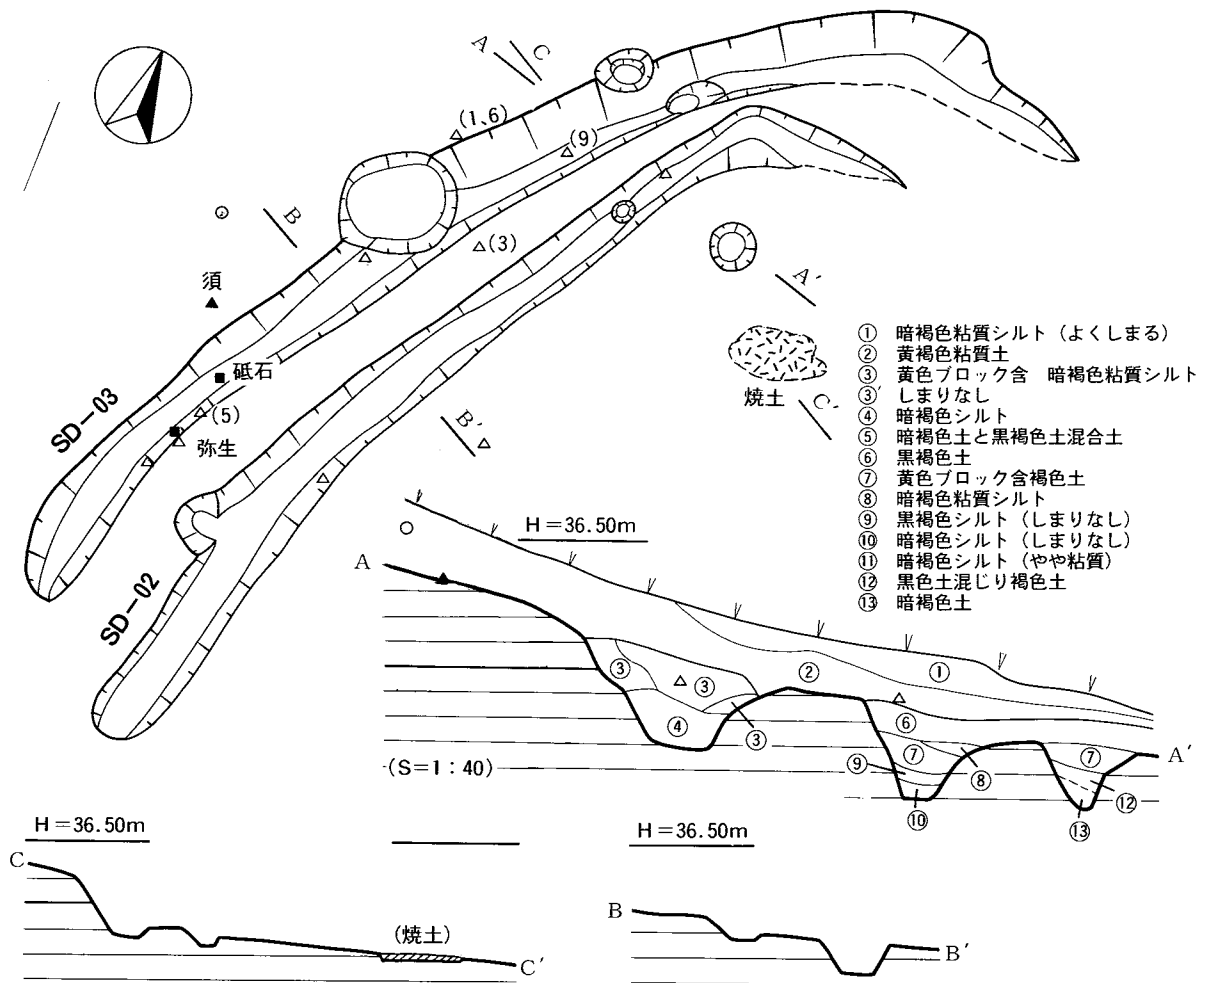 A
C
(1、6)
(9)
B
(3)
須
A′
砥石
SD－03
(5)
弥生
B′
焼土
C′
SD－02
① 暗褐色粘質シルト（よくしまる）
② 黄褐色粘質土
③ 黄色ブロック含　暗褐色粘質シルト
③′ しまりなし
④ 暗褐色シルト
⑤ 暗褐色土と黒褐色土混合土
⑥ 黒褐色土
⑦ 黄色ブロック含褐色土
⑧ 暗褐色粘質シルト
⑨ 黒褐色シルト（しまりなし）
⑩ 暗褐色シルト（しまりなし）
⑪ 暗褐色シルト（やや粘質）
⑫ 黒色土混じり褐色土
⑬ 暗褐色土
H＝36.50m
A
③
③
②
①
④
③
⑥
⑦
⑧
⑨
⑩
⑦
⑫
⑬
A′
(S＝1：40)
H＝36.50m
C
(焼土)
C′
H＝36.50m
B
B′